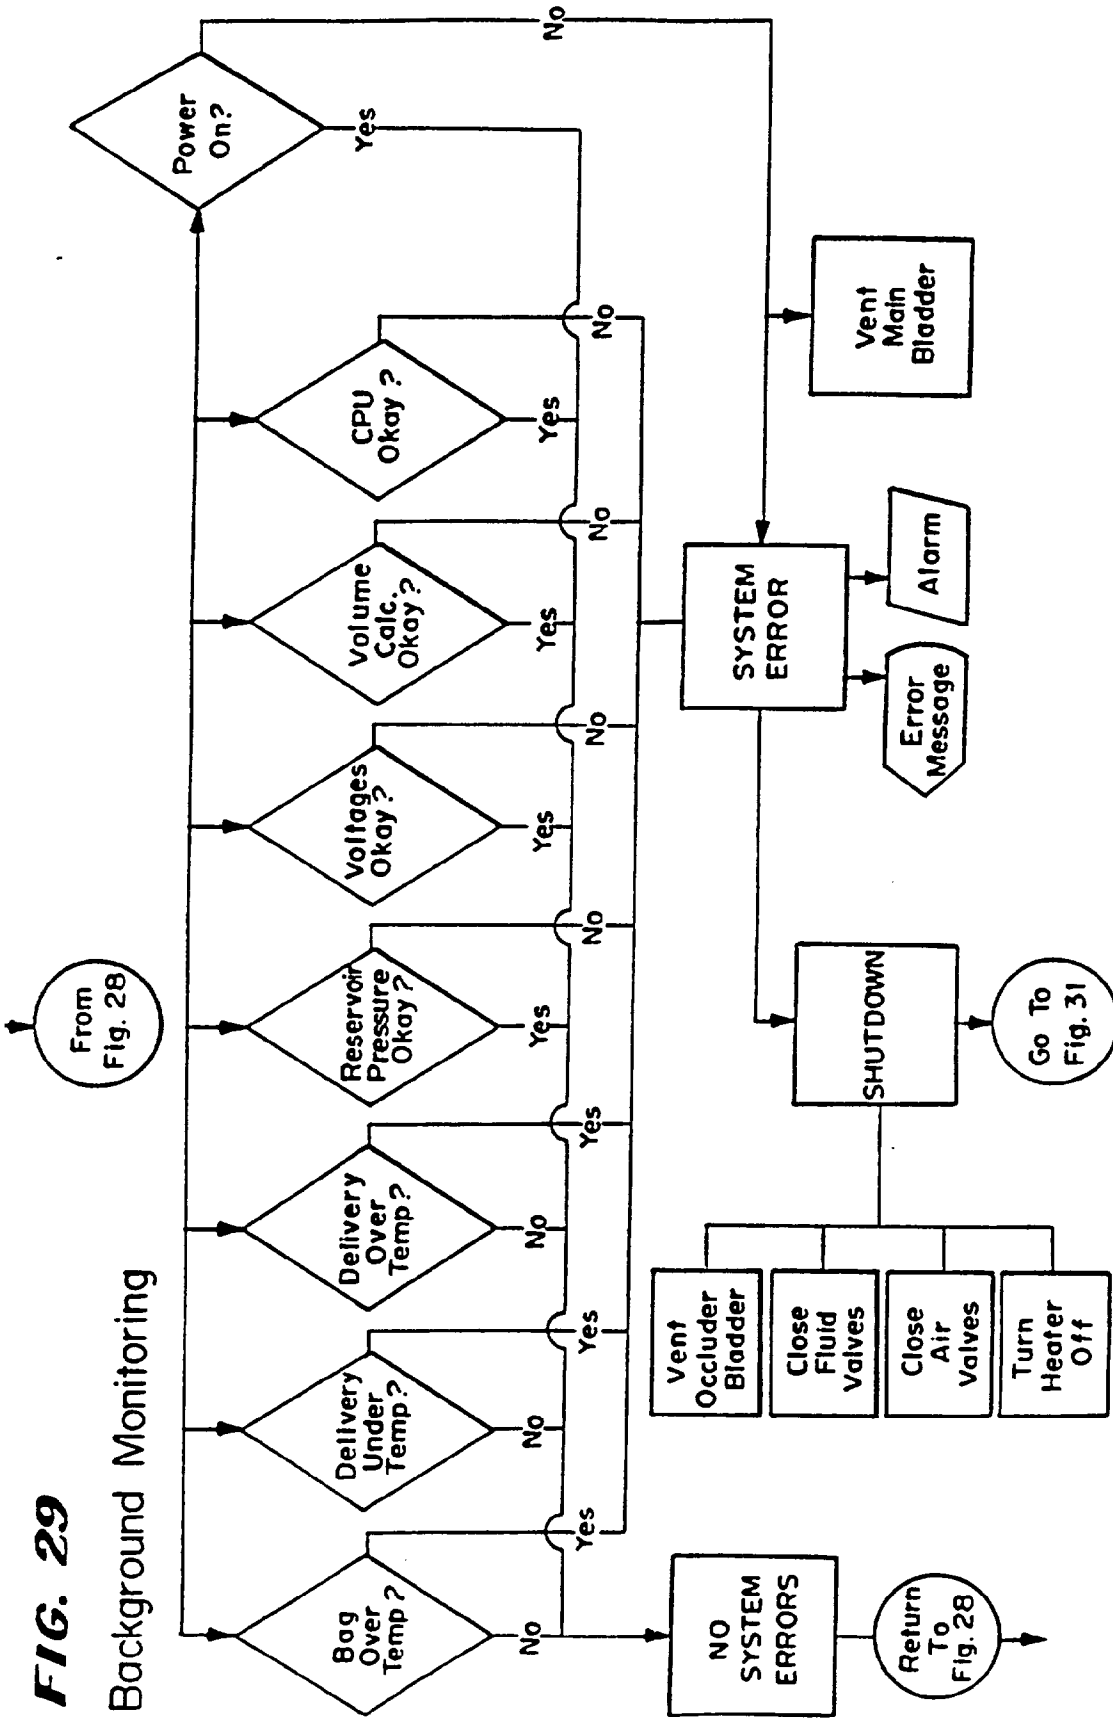 FIG. 29
Background Monitoring
From
Fig. 28
Bag
Over
Temp?
Delivery
Under
Temp?
Delivery
Over
Temp?
Reservoir
Pressure
Okay?
Voltages
Okay?
Volume
Calc.
Okay?
CPU
Okay?
Power
On?
No
Yes
No
Yes
No
Yes
Yes
No
Yes
No
Yes
No
Yes
No
Yes
No
NO
SYSTEM
ERRORS
Return
To
Fig. 28
Vent
Occluder
Bladder
Close
Fluid
Valves
Close
Air
Valves
Turn
Heater
Off
SHUTDOWN
Go To
Fig. 31
SYSTEM
ERROR
Error
Message
Alarm
Vent
Main
Bladder